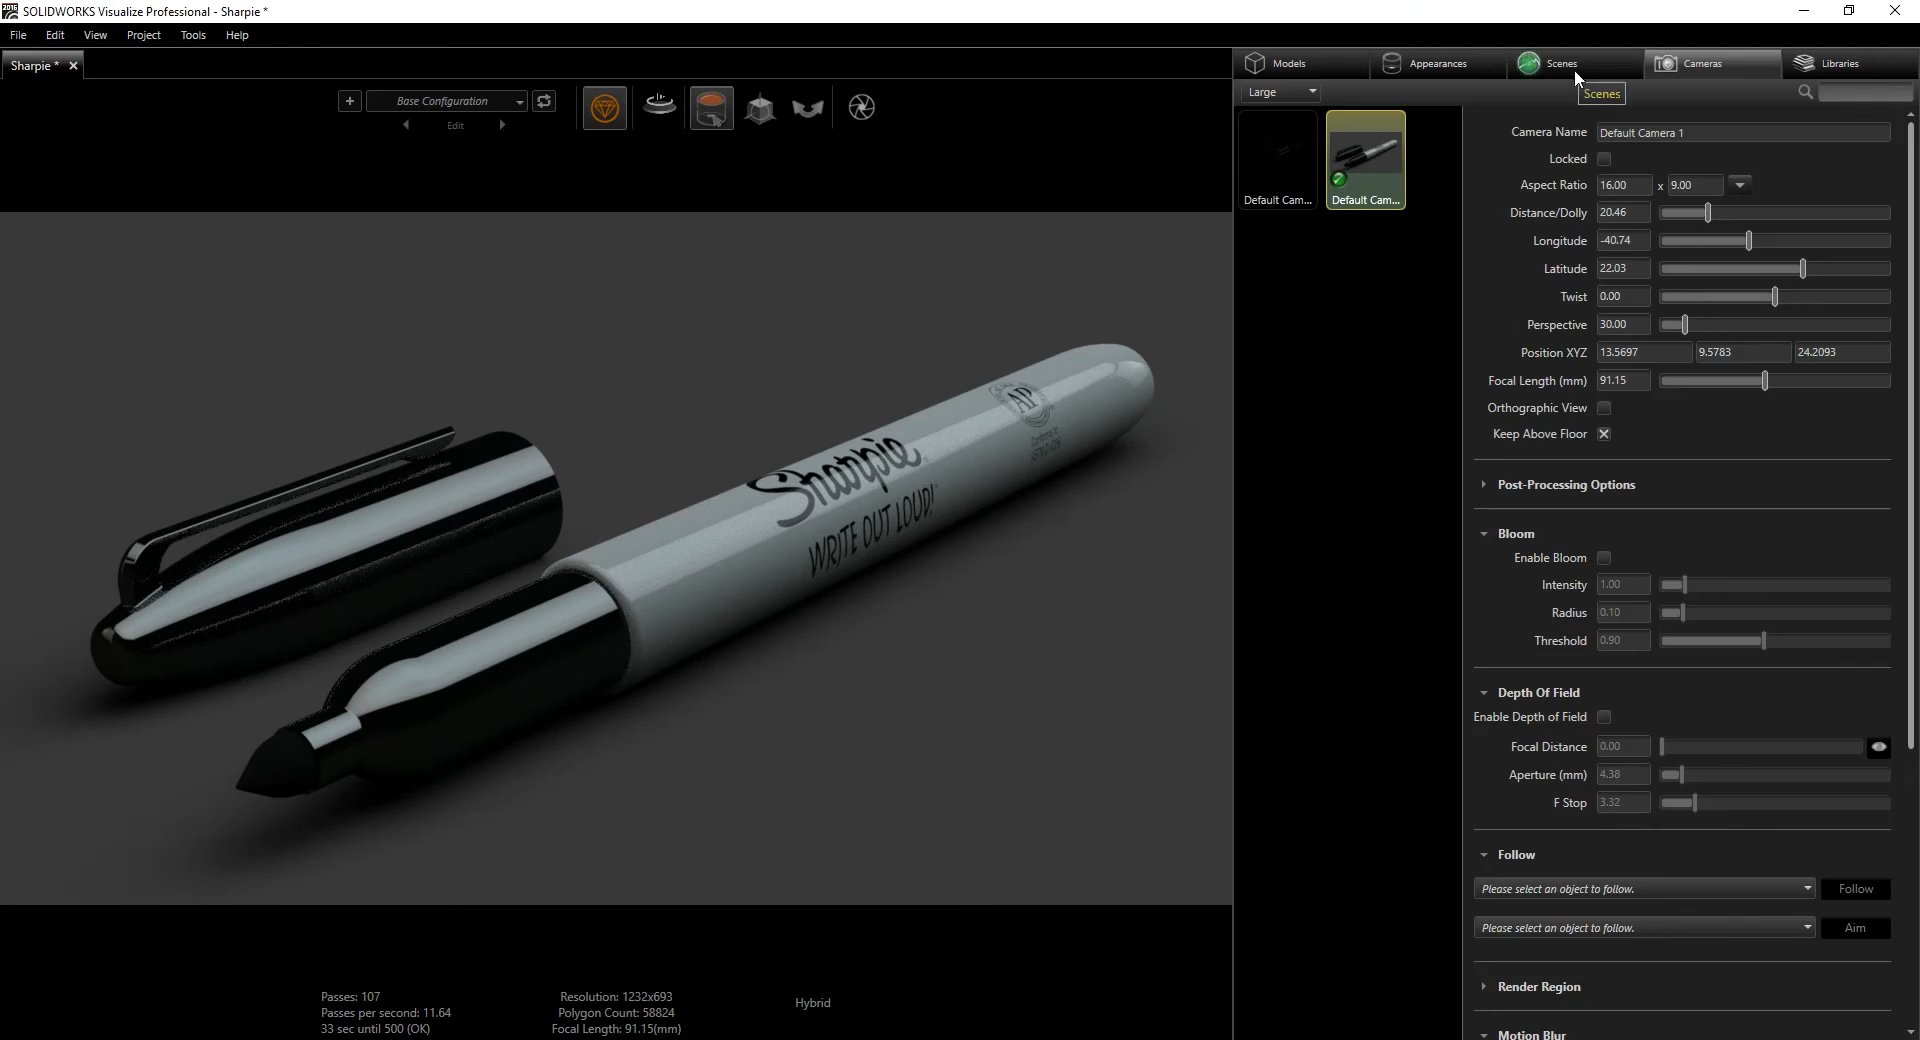 SOLIDWORKS Visualize Professional - Sharpie *
File Edit View Project Tools Help
Sharpie *
Models Appearances Scenes Cameras Libraries
Base Configuration
Edit
Large
Scenes
Default Cam... Default Cam...
Camera Name Default Camera 1
Locked
Aspect Ratio 16.00 x 9.00
Distance/Dolly 20.46
Longitude -40.74
Latitude 22.03
Twist 0.00
Perspective 30.00
Position XYZ 13.5697 9.5783 24.2093
Focal Length (mm) 91.15
Orthographic View
Keep Above Floor
Post-Processing Options
Bloom
Enable Bloom
Intensity 1.00
Radius 0.10
Threshold 0.90
Depth Of Field
Enable Depth of Field
Focal Distance 0.00
Aperture (mm) 4.38
F Stop 3.32
Follow
Please select an object to follow. Follow
Please select an object to follow. Aim
Render Region
Motion Blur
AP
Sharpie
WRITE OUT LOUD!
Passes: 107
Passes per second: 11.64
33 sec until 500 (OK)
Resolution: 1232x693
Polygon Count: 58824
Focal Length: 91.15(mm)
Hybrid